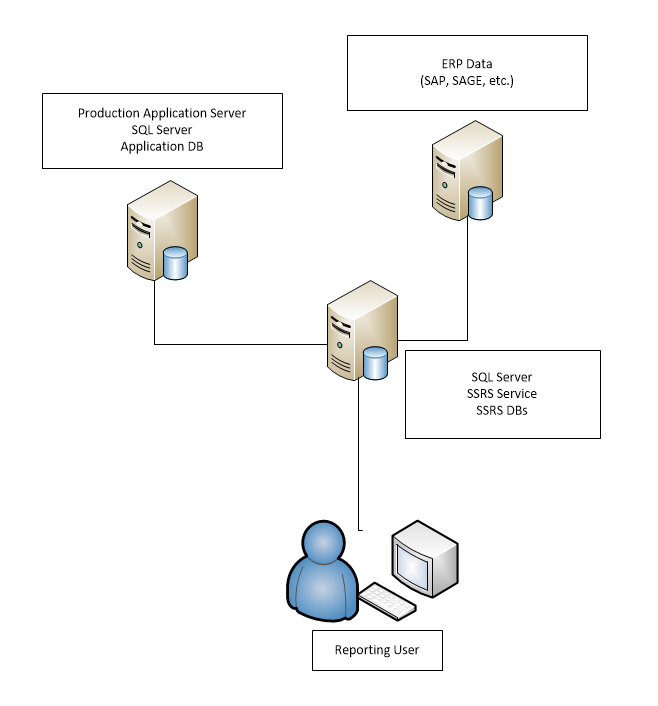 ERP Data
(SAP, SAGE, etc.)
Production Application Server
SQL Server
Application DB
SQL Server
SSRS Service
SSRS DBs
Reporting User